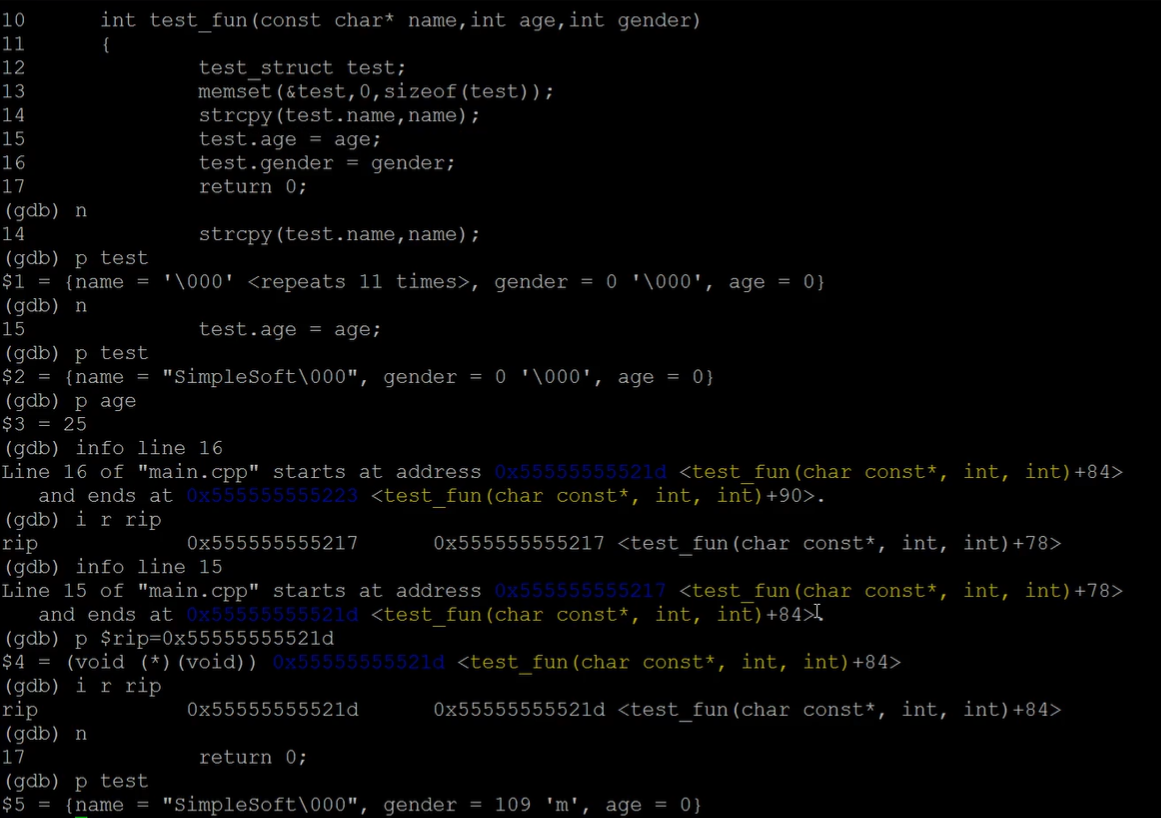 10      int test_fun(const char* name,int age,int gender)
11      {
12              test_struct test;
13              memset(&test,0,sizeof(test));
14              strcpy(test.name,name);
15              test.age = age;
16              test.gender = gender;
17              return 0;
(gdb) n
14              strcpy(test.name,name);
(gdb) p test
$1 = {name = '\000' <repeats 11 times>, gender = 0 '\000', age = 0}
(gdb) n
15              test.age = age;
(gdb) p test
$2 = {name = "SimpleSoft\000", gender = 0 '\000', age = 0}
(gdb) p age
$3 = 25
(gdb) info line 16
Line 16 of "main.cpp" starts at address 0x55555555521d <test_fun(char const*, int, int)+84>
   and ends at 0x555555555223 <test_fun(char const*, int, int)+90>.
(gdb) i r rip
rip            0x555555555217      0x555555555217 <test_fun(char const*, int, int)+78>
(gdb) info line 15
Line 15 of "main.cpp" starts at address 0x555555555217 <test_fun(char const*, int, int)+78>
   and ends at 0x55555555521d <test_fun(char const*, int, int)+84>.
(gdb) p $rip=0x55555555521d
$4 = (void (*)(void)) 0x55555555521d <test_fun(char const*, int, int)+84>
(gdb) i r rip
rip            0x55555555521d      0x55555555521d <test_fun(char const*, int, int)+84>
(gdb) n
17              return 0;
(gdb) p test
$5 = {name = "SimpleSoft\000", gender = 109 'm', age = 0}